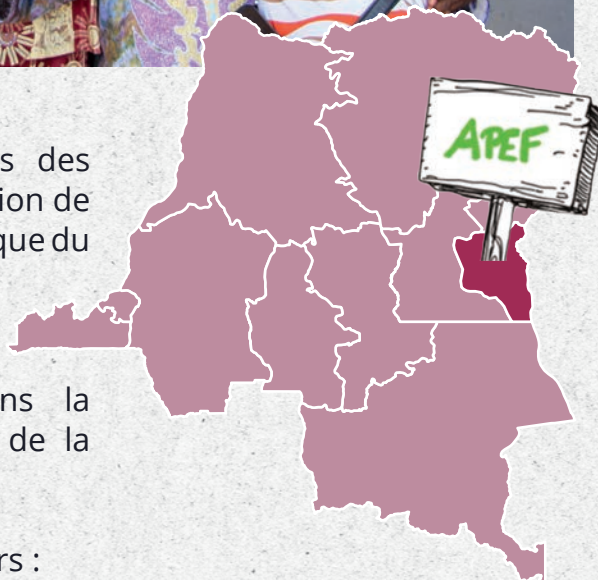 s des
ion de
que du
ns la
de la
rs :
APEF